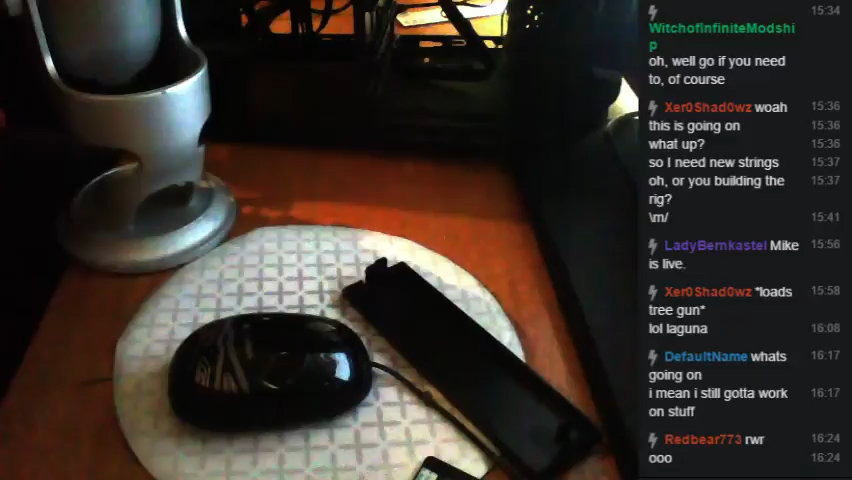 15:34
WitchofInfiniteModshi
p
oh, well go if you need
to, of course
Xer0Shad0wz woah 15:36
this is going on 15:36
what up? 15:36
so I need new strings 15:37
oh, or you building the 15:37
rig?
\m/ 15:41
LadyBernkastel Mike 15:56
is live.
Xer0Shad0wz *loads 15:58
tree gun*
lol laguna 16:08
DefaultName whats 16:17
going on
i mean i still gotta work 16:17
on stuff
Redbear773 rwr 16:24
ooo 16:24